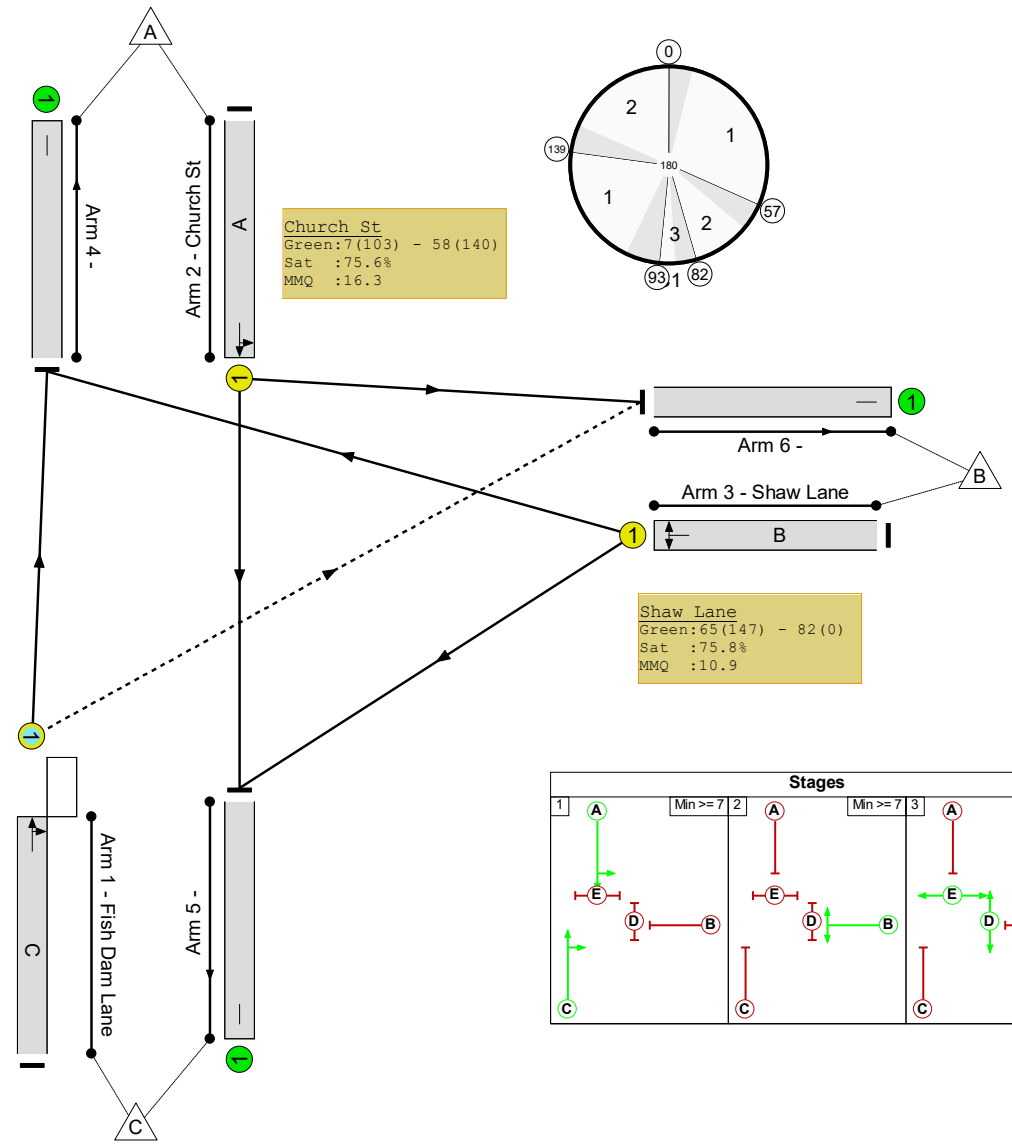 A
0
1
2
1
139
180
1
57
2
3
93
82
:1
Arm 4 -
Arm 2 - Church St
A
Church St
Green:7(103) - 58(140)
Sat :75.6%
MMQ :16.3
1
1
Arm 6 -
B
Arm 3 - Shaw Lane
1
B
Shaw Lane
Green:65(147) - 82(0)
Sat :75.8%
MMQ :10.9
1
Stages
1
Min >= 7
2
Min >= 7
3
A
A
A
E
E
E
D
B
D
B
D
C
C
C
C
Arm 1 - Fish Dam Lane
Arm 5 -
1
C